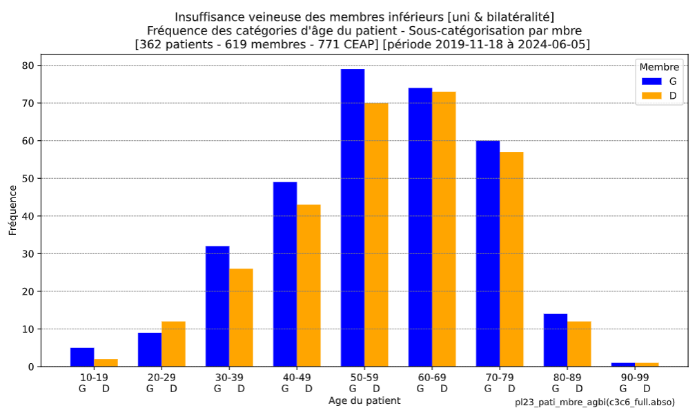 Insuffisance veineuse des membres inférieurs [uni & bilatéralité]
Fréquence des catégories d'âge du patient - Sous-catégorisation par mbre
[362 patients - 619 membres - 771 CEAP] [période 2019-11-18 à 2024-06-05]
Membre
G
D
80
70
60
50
40
30
20
10
0
Fréquence
10-19 20-29 30-39 40-49 50-59 60-69 70-79 80-89 90-99
G D G D G D G D G D G D G D G D G D
Age du patient
pl23_pati_mbre_agbi(c3c6_full.abso)